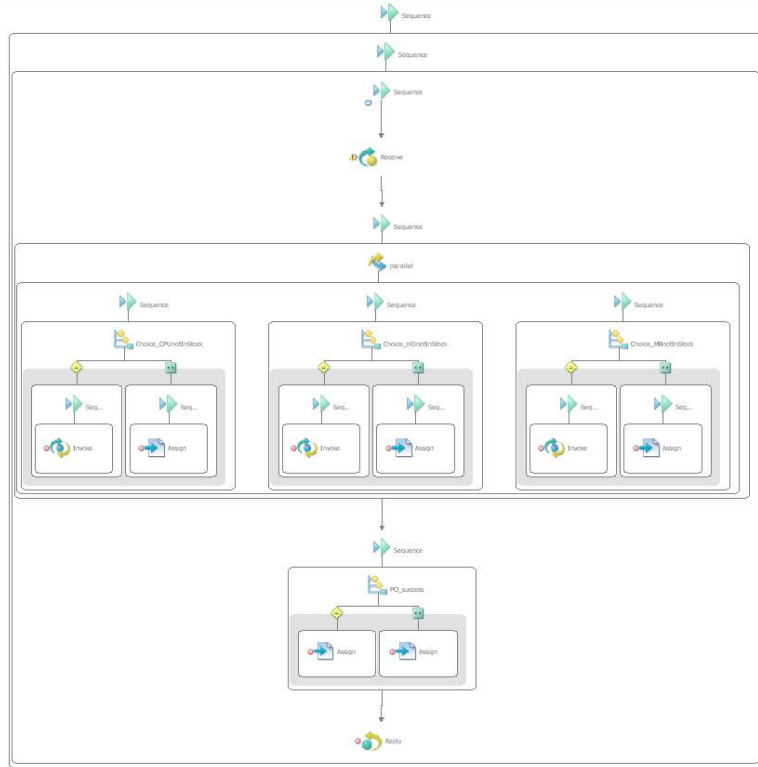 Sequence
Sequence
Sequence
Receive
Sequence
parallel
Sequence Sequence Sequence
Choice_CPUnotInStock Choice_HDnotInStock Choice_MBnotInStock
Seq... Seq... Seq... Seq... Seq... Seq...
Invoke Assign Invoke Assign Invoke Assign
Sequence
PO_success
Assign Assign
Reply